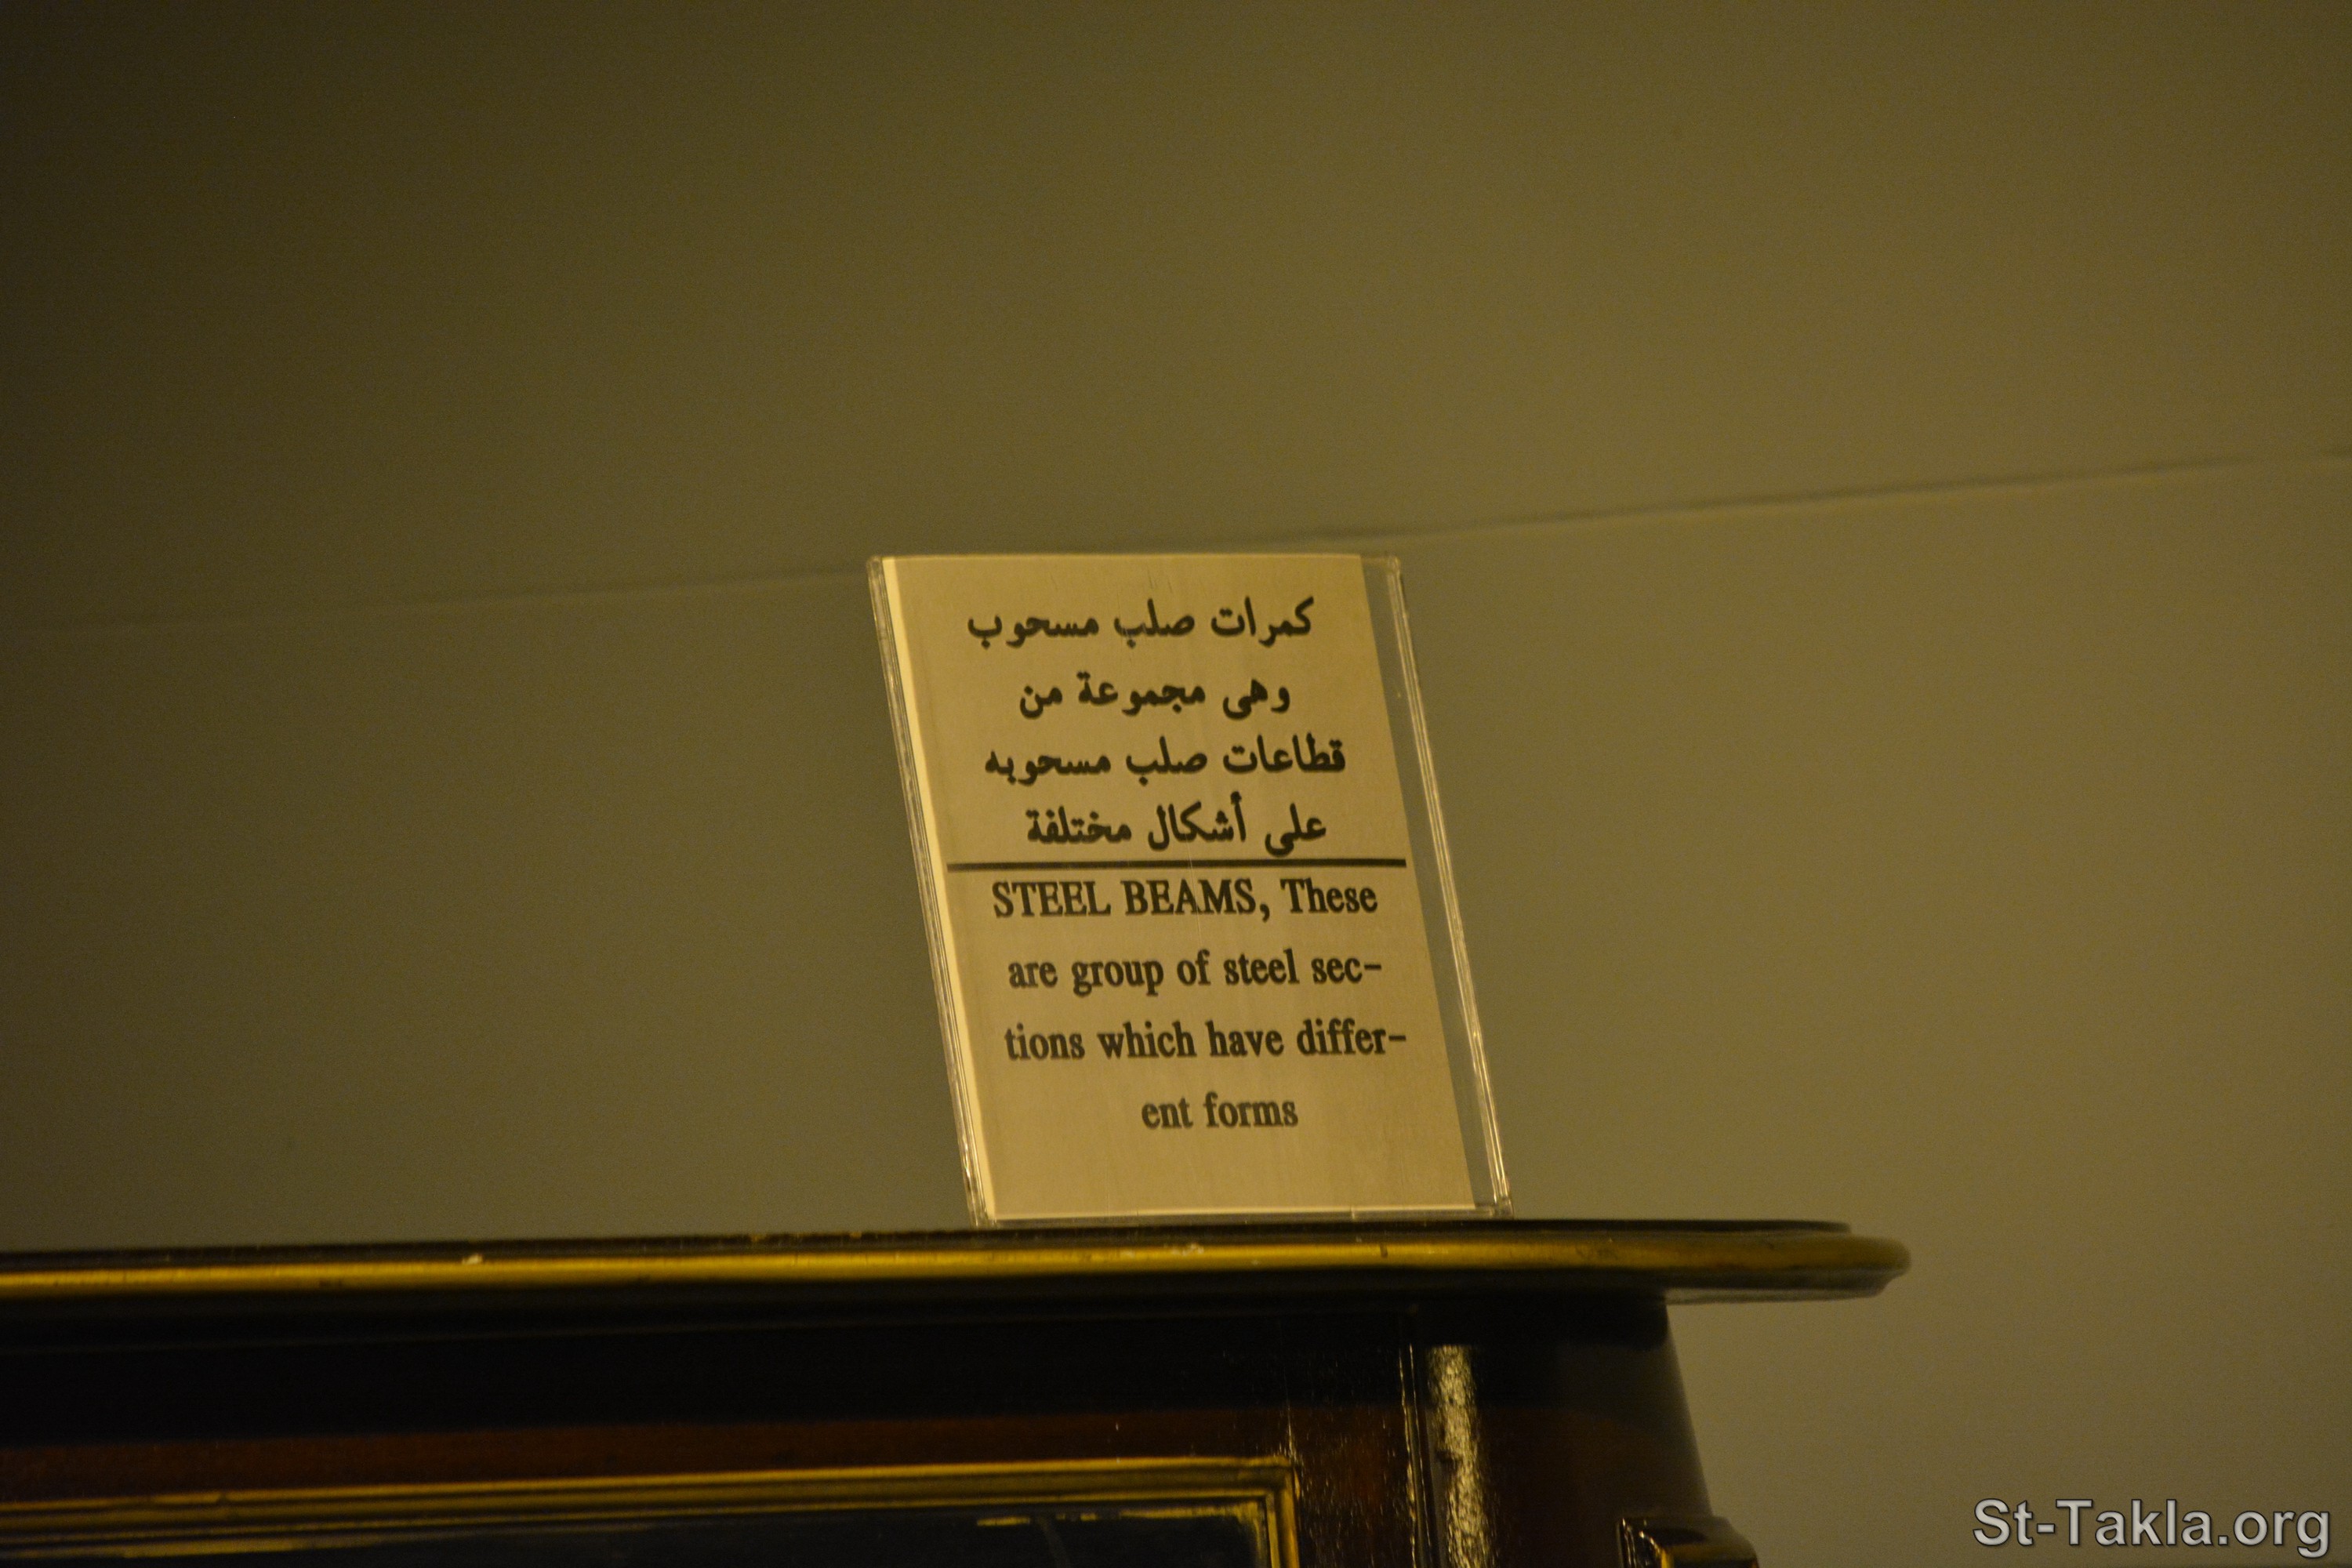 كمرات صلب مسحوب
وهى مجموعة من
قطاعات صلب مسحوبه
على أشكال مختلفة
STEEL BEAMS, These
are group of steel sec-
tions which have differ-
ent forms
St-Takla.org